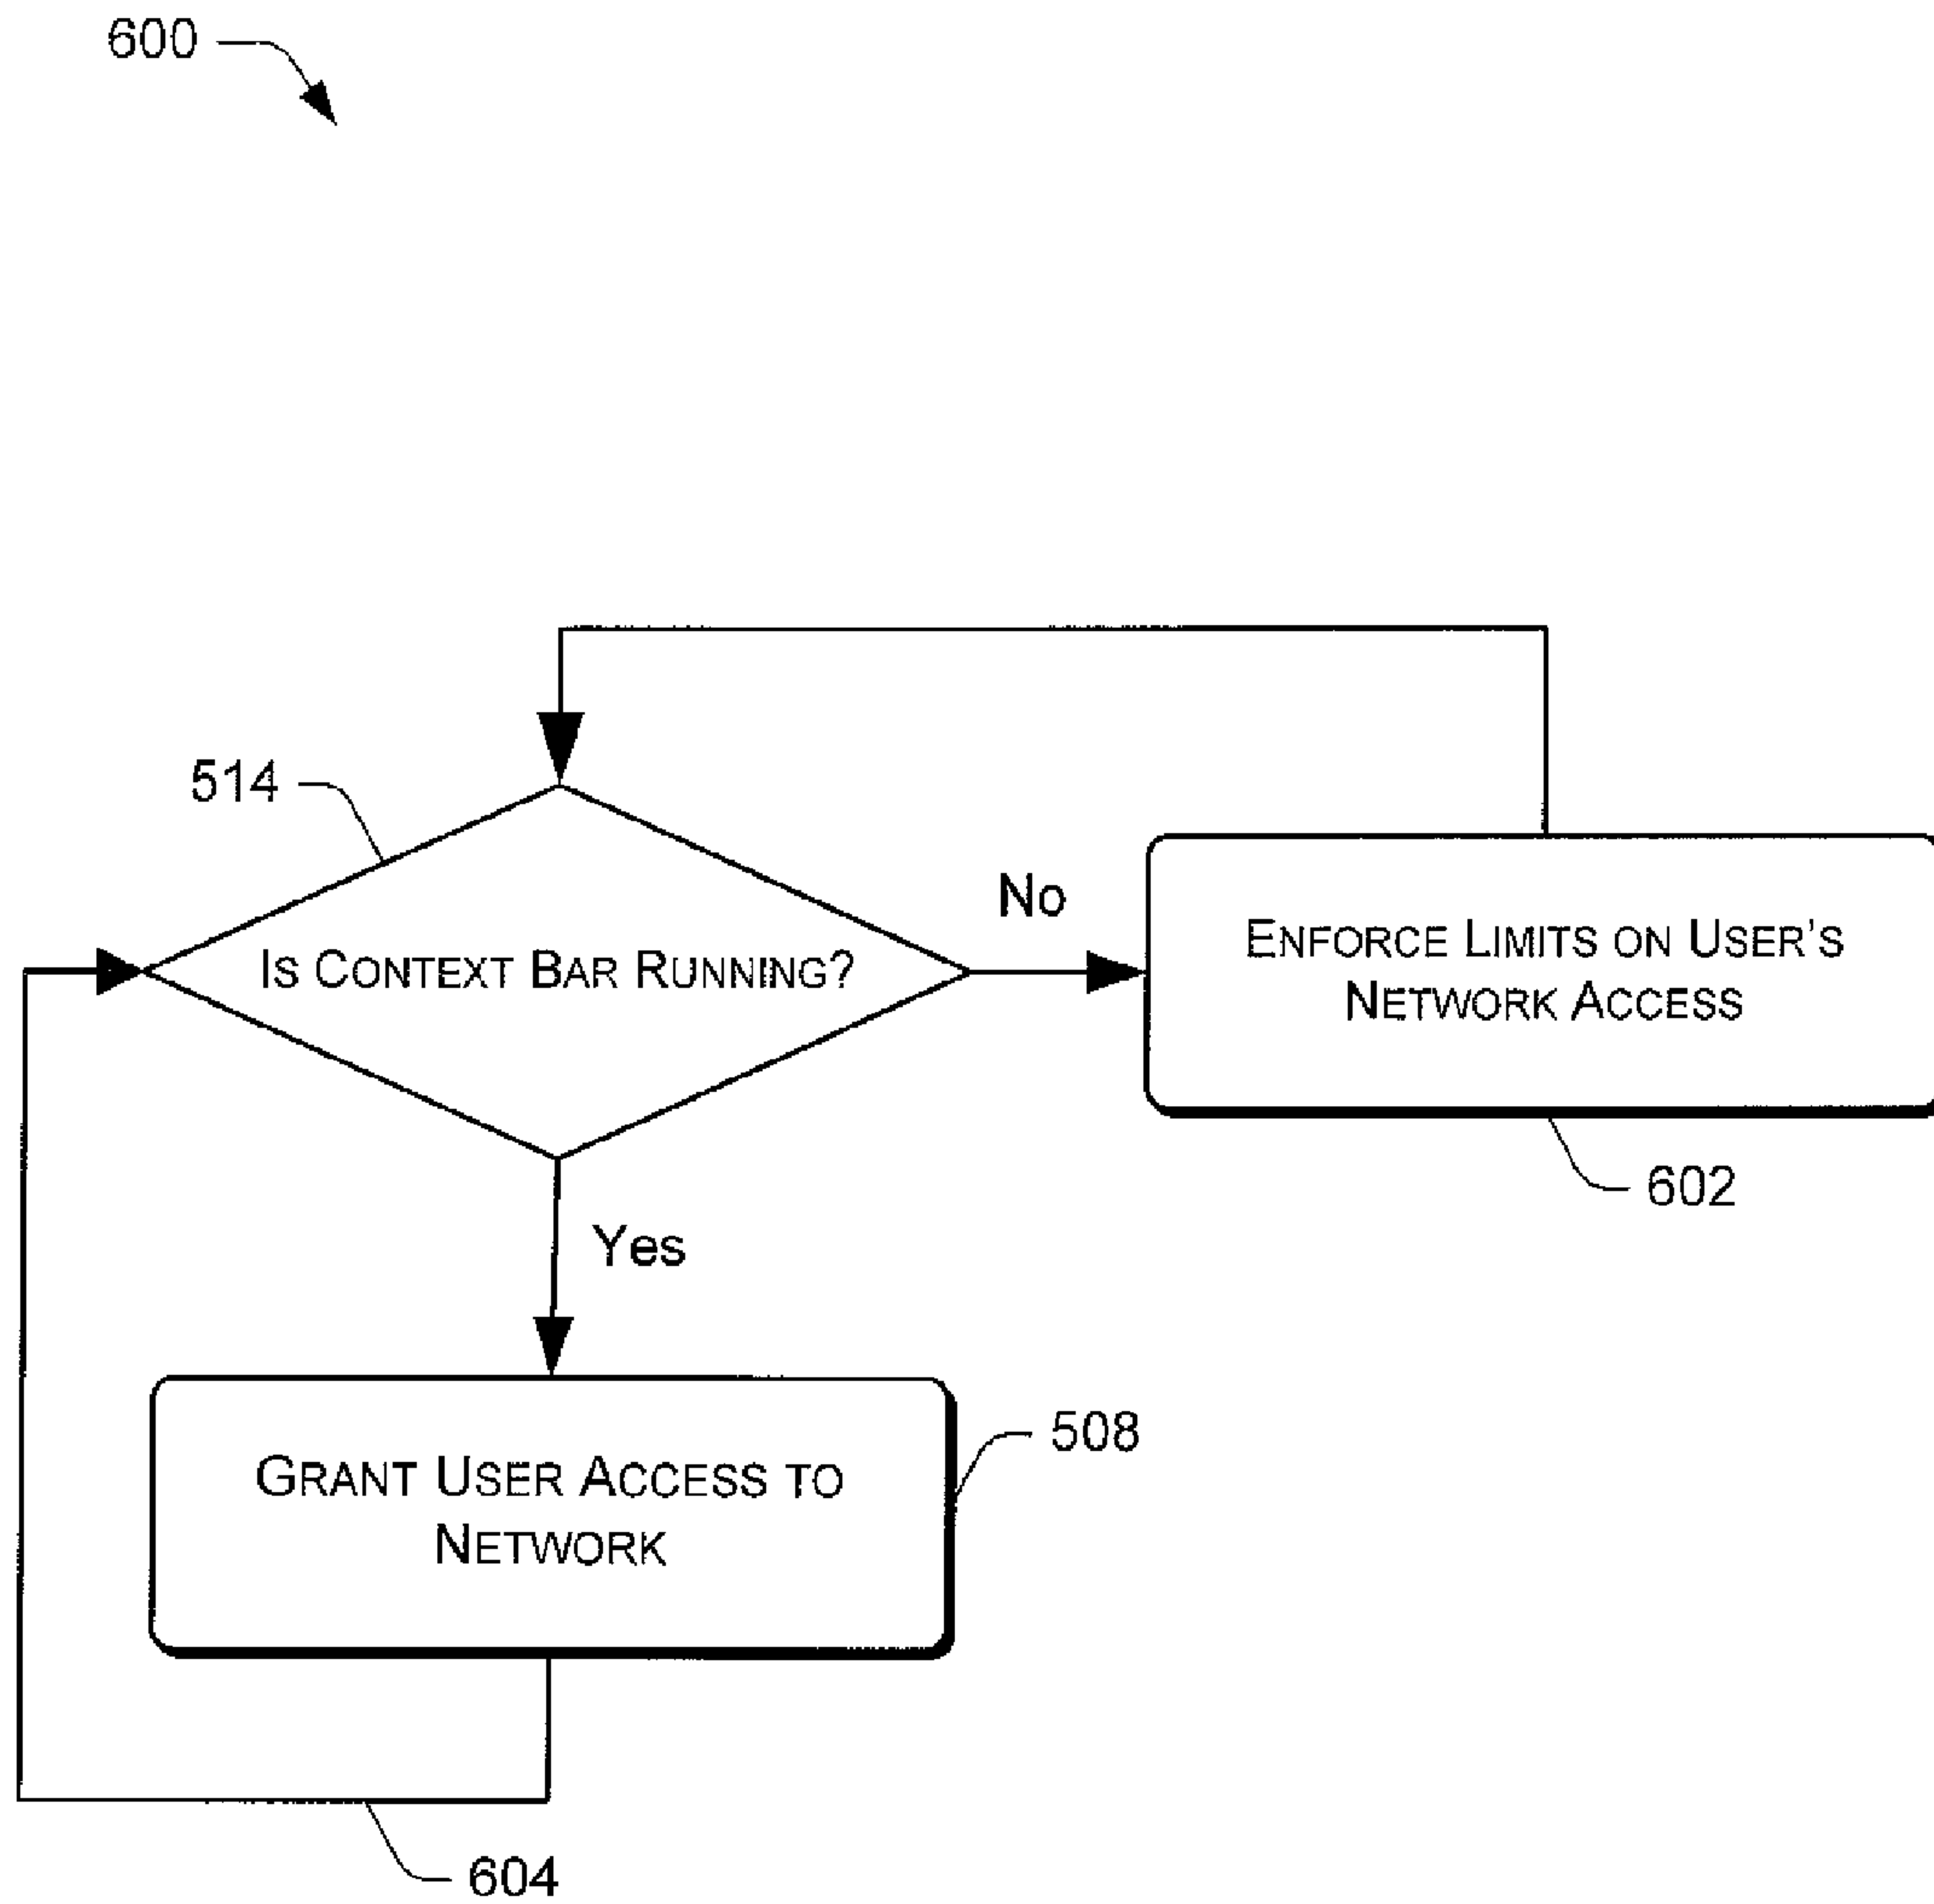 600
514
No
IS CONTEXT BAR RUNNING?
ENFORCE LIMITS ON USER'S
NETWORK ACCESS
602
Yes
508
GRANT USER ACCESS TO
NETWORK
604